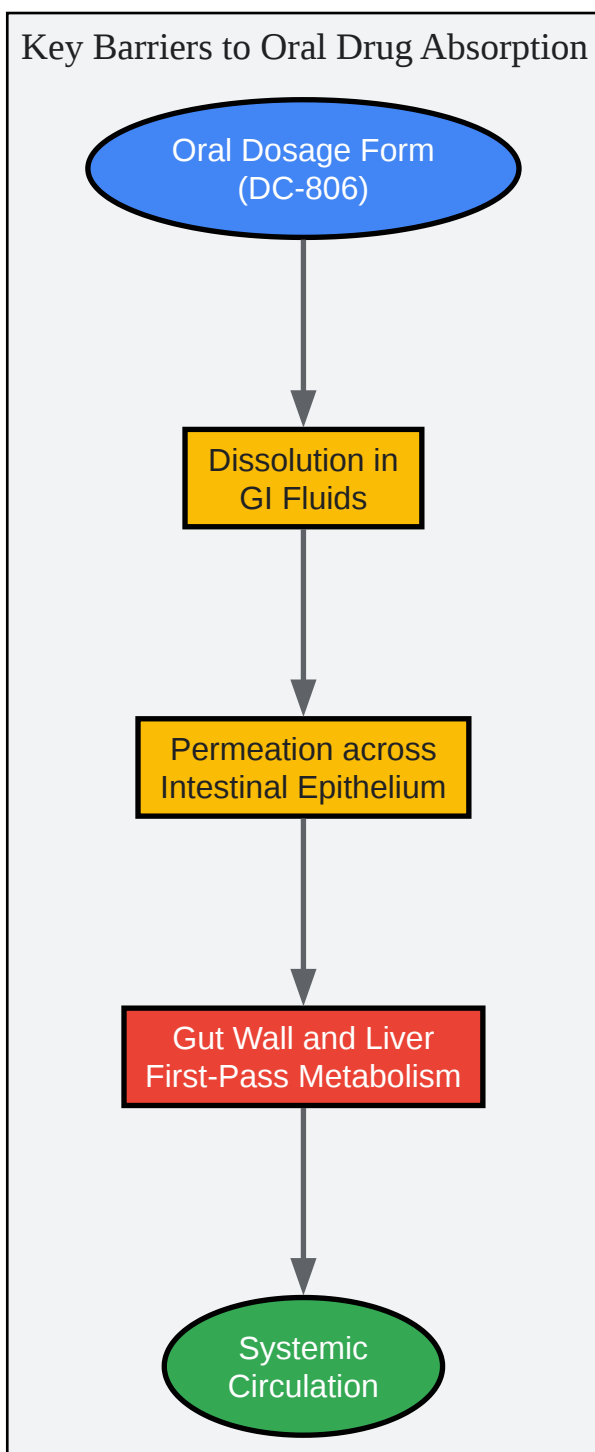 Key Barriers to Oral Drug Absorption
Oral Dosage Form
(DC-806)
Dissolution in
GI Fluids
Permeation across
Intestinal Epithelium
Gut Wall and Liver
First-Pass Metabolism
Systemic
Circulation